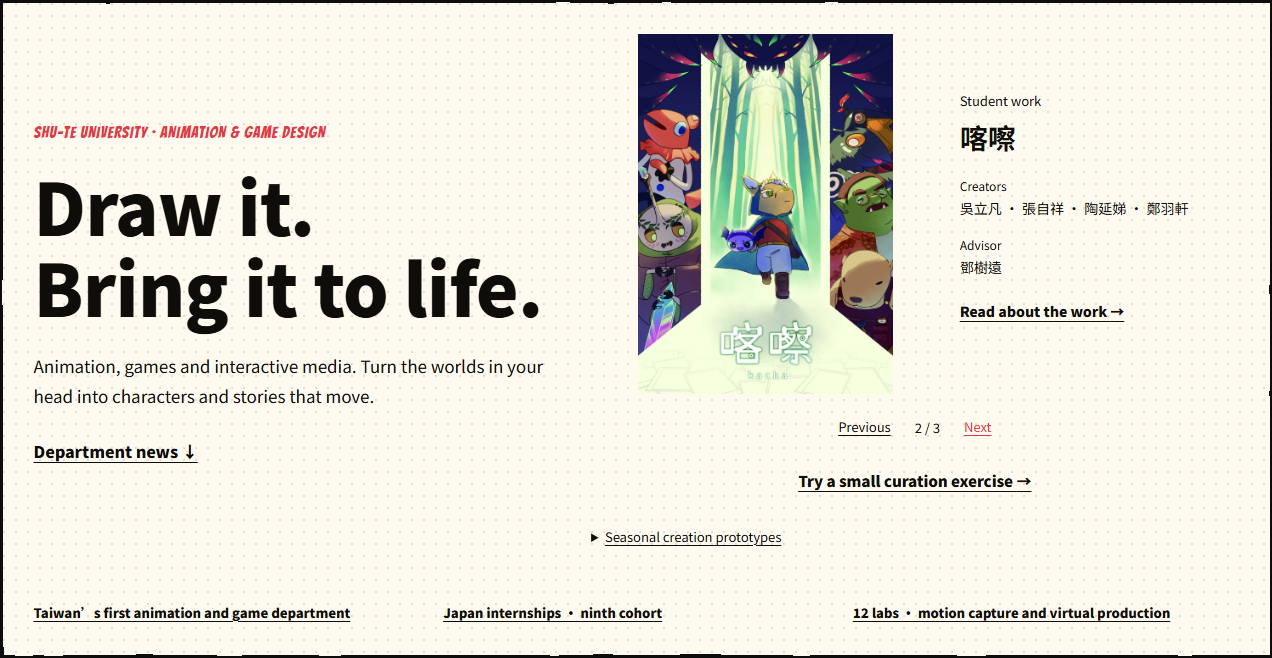 SHU-TE UNIVERSITY · ANIMATION & GAME DESIGN
Draw it.
Bring it to life.
Animation, games and interactive media. Turn the worlds in your
head into characters and stories that move.
Department news ↓
喀嚓
kacha
Student work
喀嚓
Creators
吳立凡 · 張自祥 · 陶延娣 · 鄭羽軒
Advisor
鄧樹遠
Read about the work →
Previous 2 / 3 Next
Try a small curation exercise →
▶ Seasonal creation prototypes
Taiwan’s first animation and game department
Japan internships · ninth cohort
12 labs · motion capture and virtual production